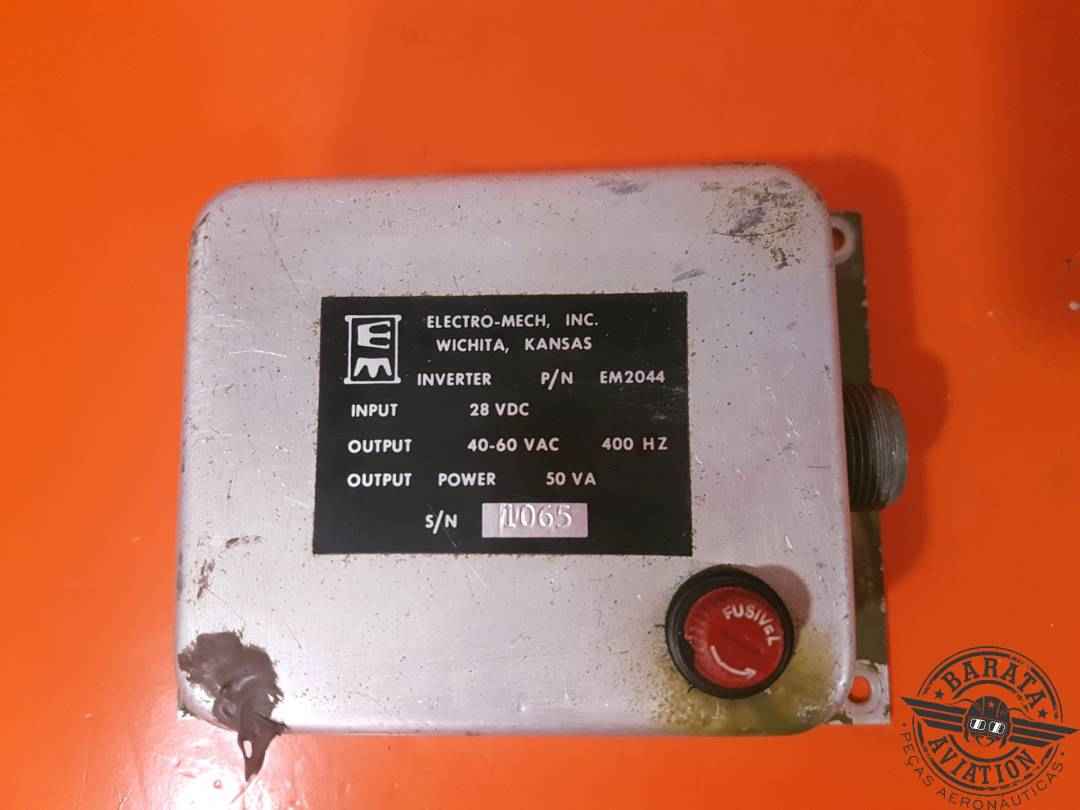 EM
ELECTRO-MECH, INC.
WICHITA, KANSAS
INVERTER P/N EM2044
INPUT 28 VDC
OUTPUT 40-60 VAC 400 HZ
OUTPUT POWER 50 VA
S/N 1065
FUSIVEL
BARATA
AVIATION
PEÇAS AERONÁUTICAS